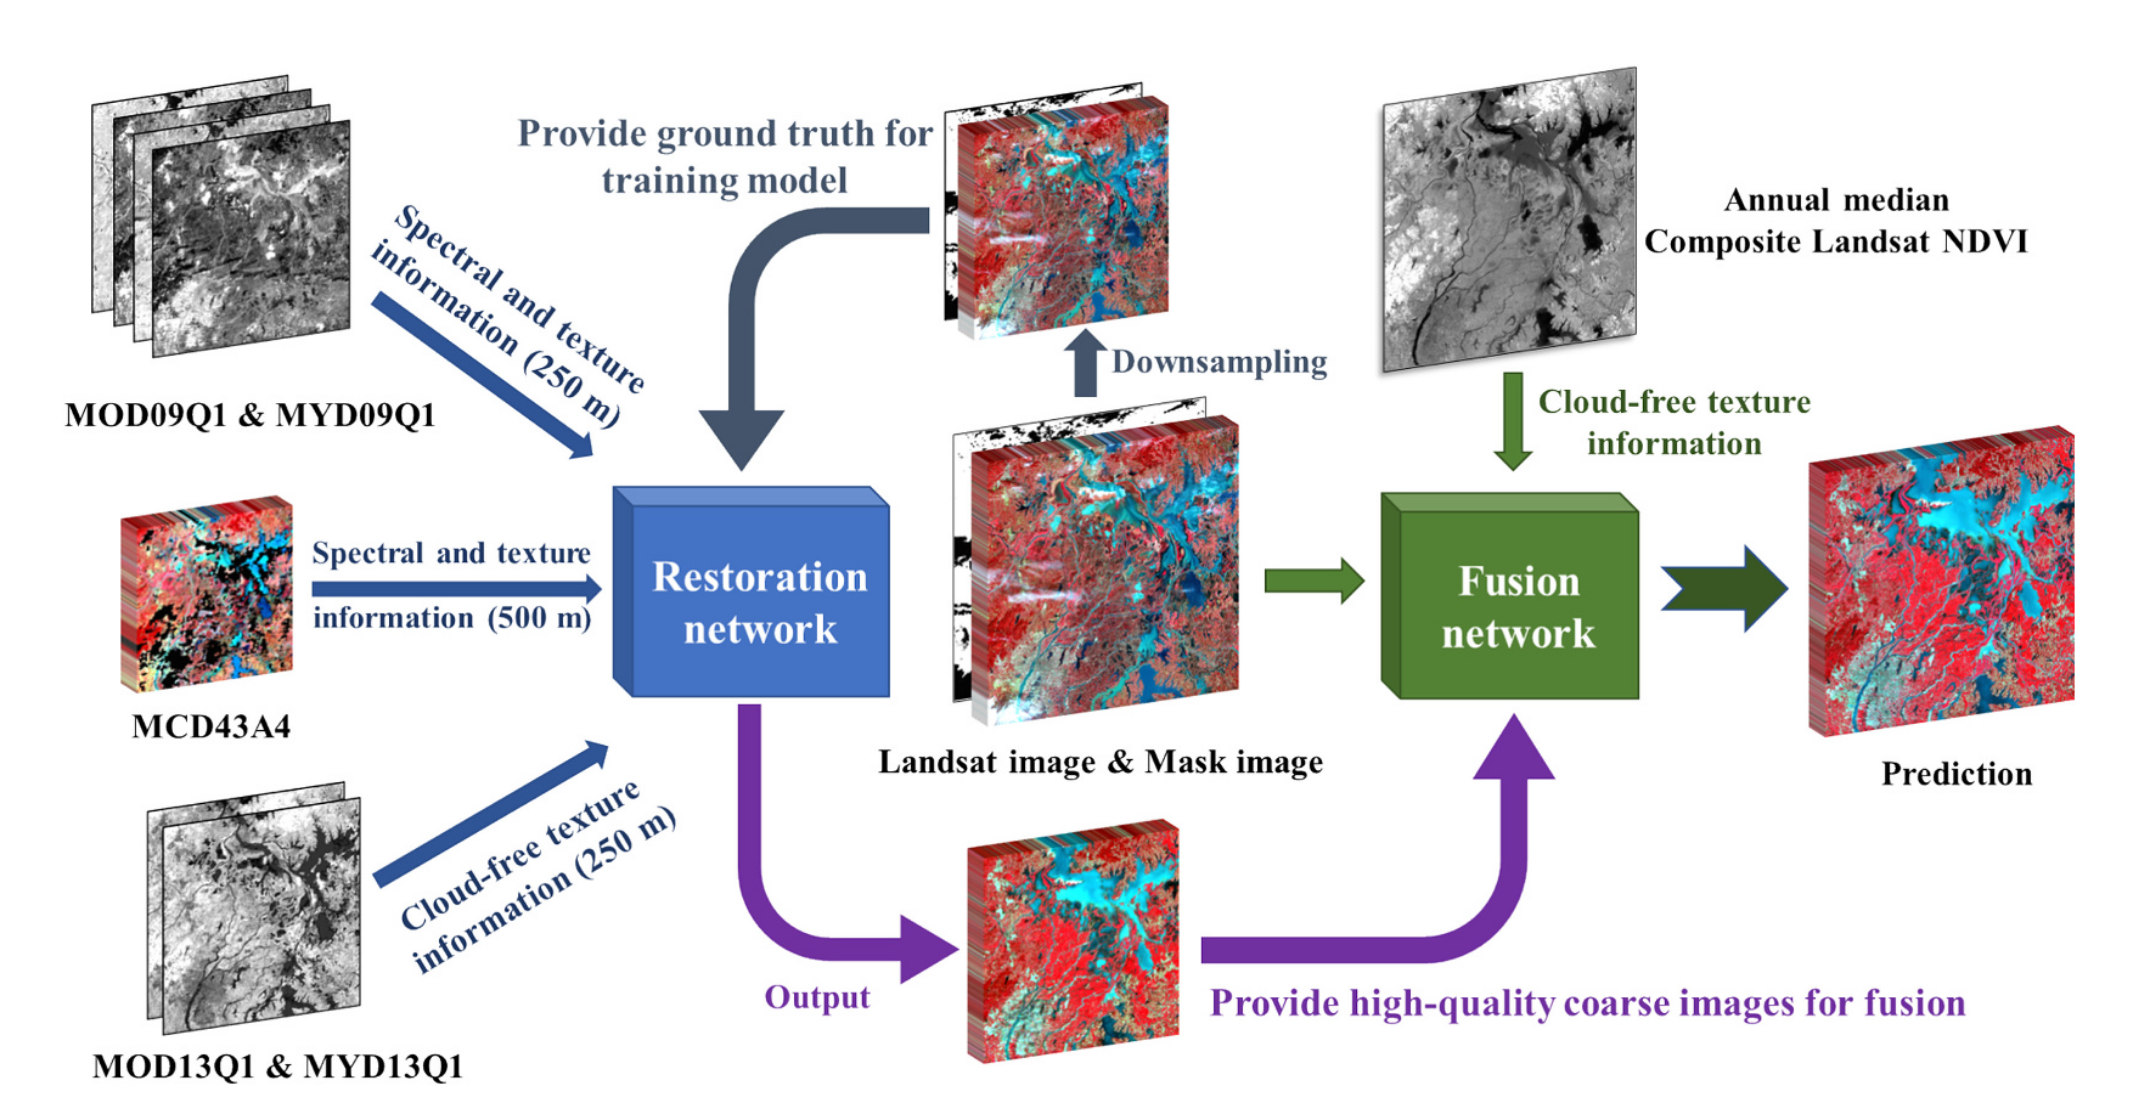 Provide ground truth for
training model
Spectral and texture
information (250 m)
MOD09Q1 & MYD09Q1
Annual median
Composite Landsat NDVI
Downsampling
Cloud-free texture
information
Spectral and texture
information (500 m)
MCD43A4
Restoration
network
Landsat image & Mask image
Fusion
network
Prediction
Cloud-free texture
information (250 m)
MOD13Q1 & MYD13Q1
Output
Provide high-quality coarse images for fusion